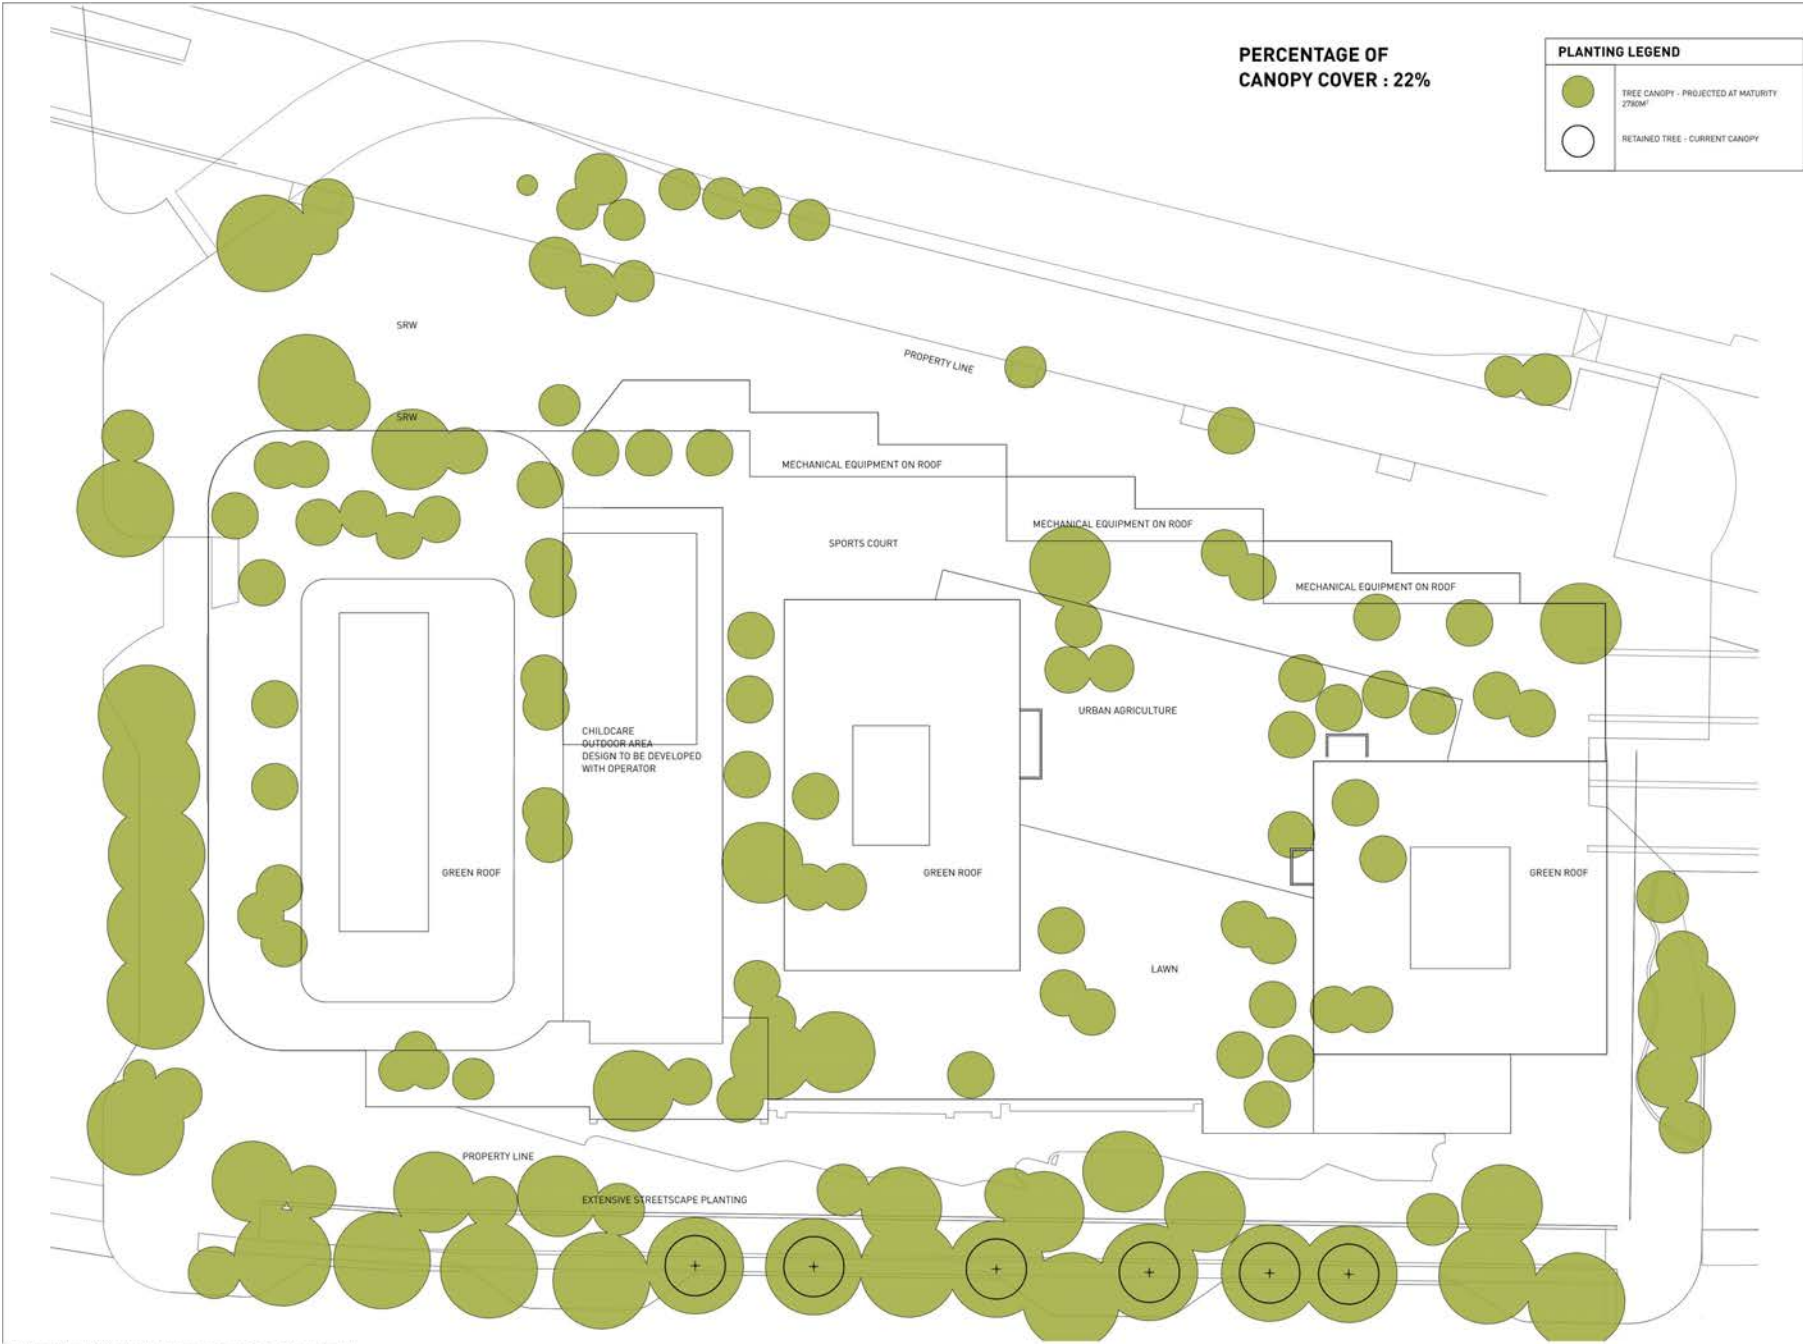 PERCENTAGE OF
CANOPY COVER : 22%
PLANTING LEGEND
TREE CANOPY - PROJECTED AT MATURITY
2780M²
RETAINED TREE - CURRENT CANOPY
SRW
PROPERTY LINE
SRW
MECHANICAL EQUIPMENT ON ROOF
MECHANICAL EQUIPMENT ON ROOF
SPORTS COURT
MECHANICAL EQUIPMENT ON ROOF
URBAN AGRICULTURE
CHILDCARE
OUTDOOR AREA
DESIGN TO BE DEVELOPED
WITH OPERATOR
GREEN ROOF
GREEN ROOF
GREEN ROOF
LAWN
PROPERTY LINE
EXTENSIVE STREETSCAPE PLANTING